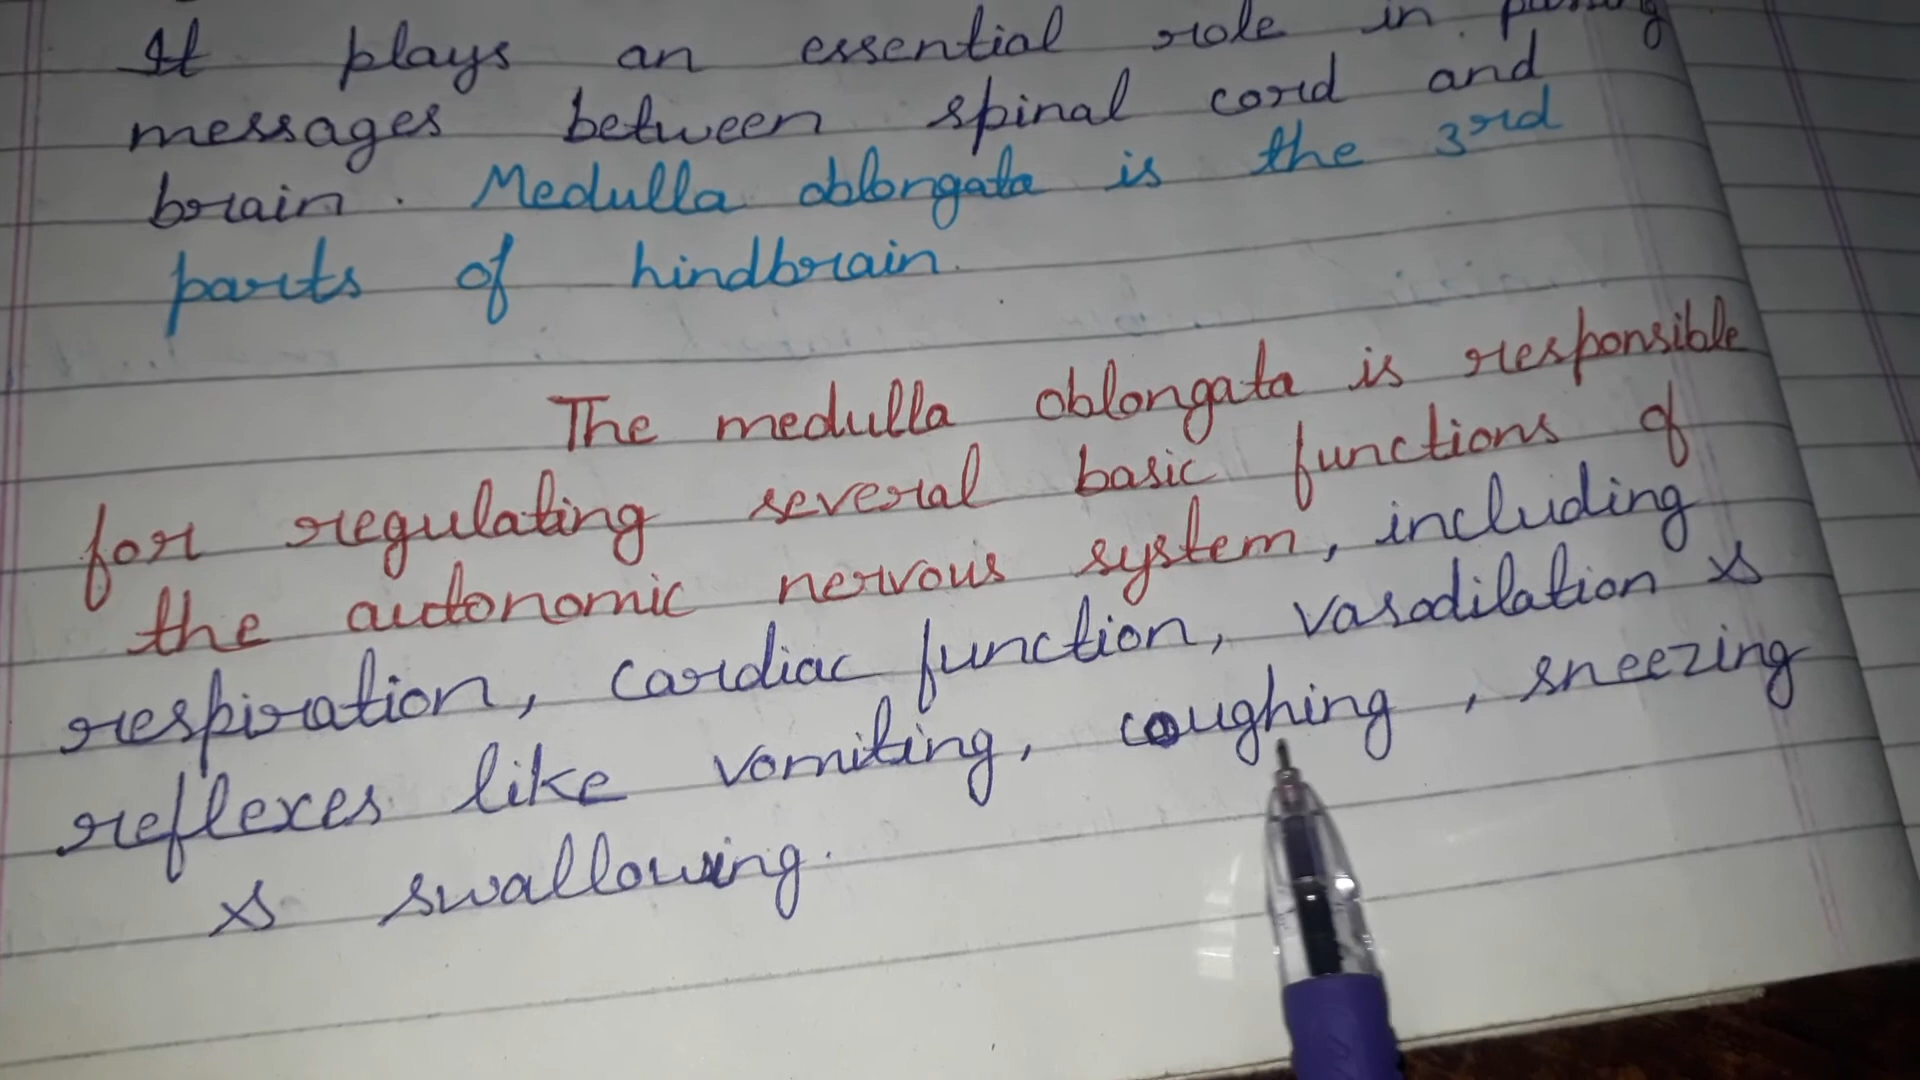 It plays an essential role in passing
messages between spinal cord and
brain. Medulla oblongata is the 3rd
parts of hindbrain.
The medulla oblongata is responsible
for regulating several basic functions of
the autonomic nervous system, including
respiration, cardiac function, vasodilation &
reflexes like vomiting, coughing, sneezing
& swallowing.